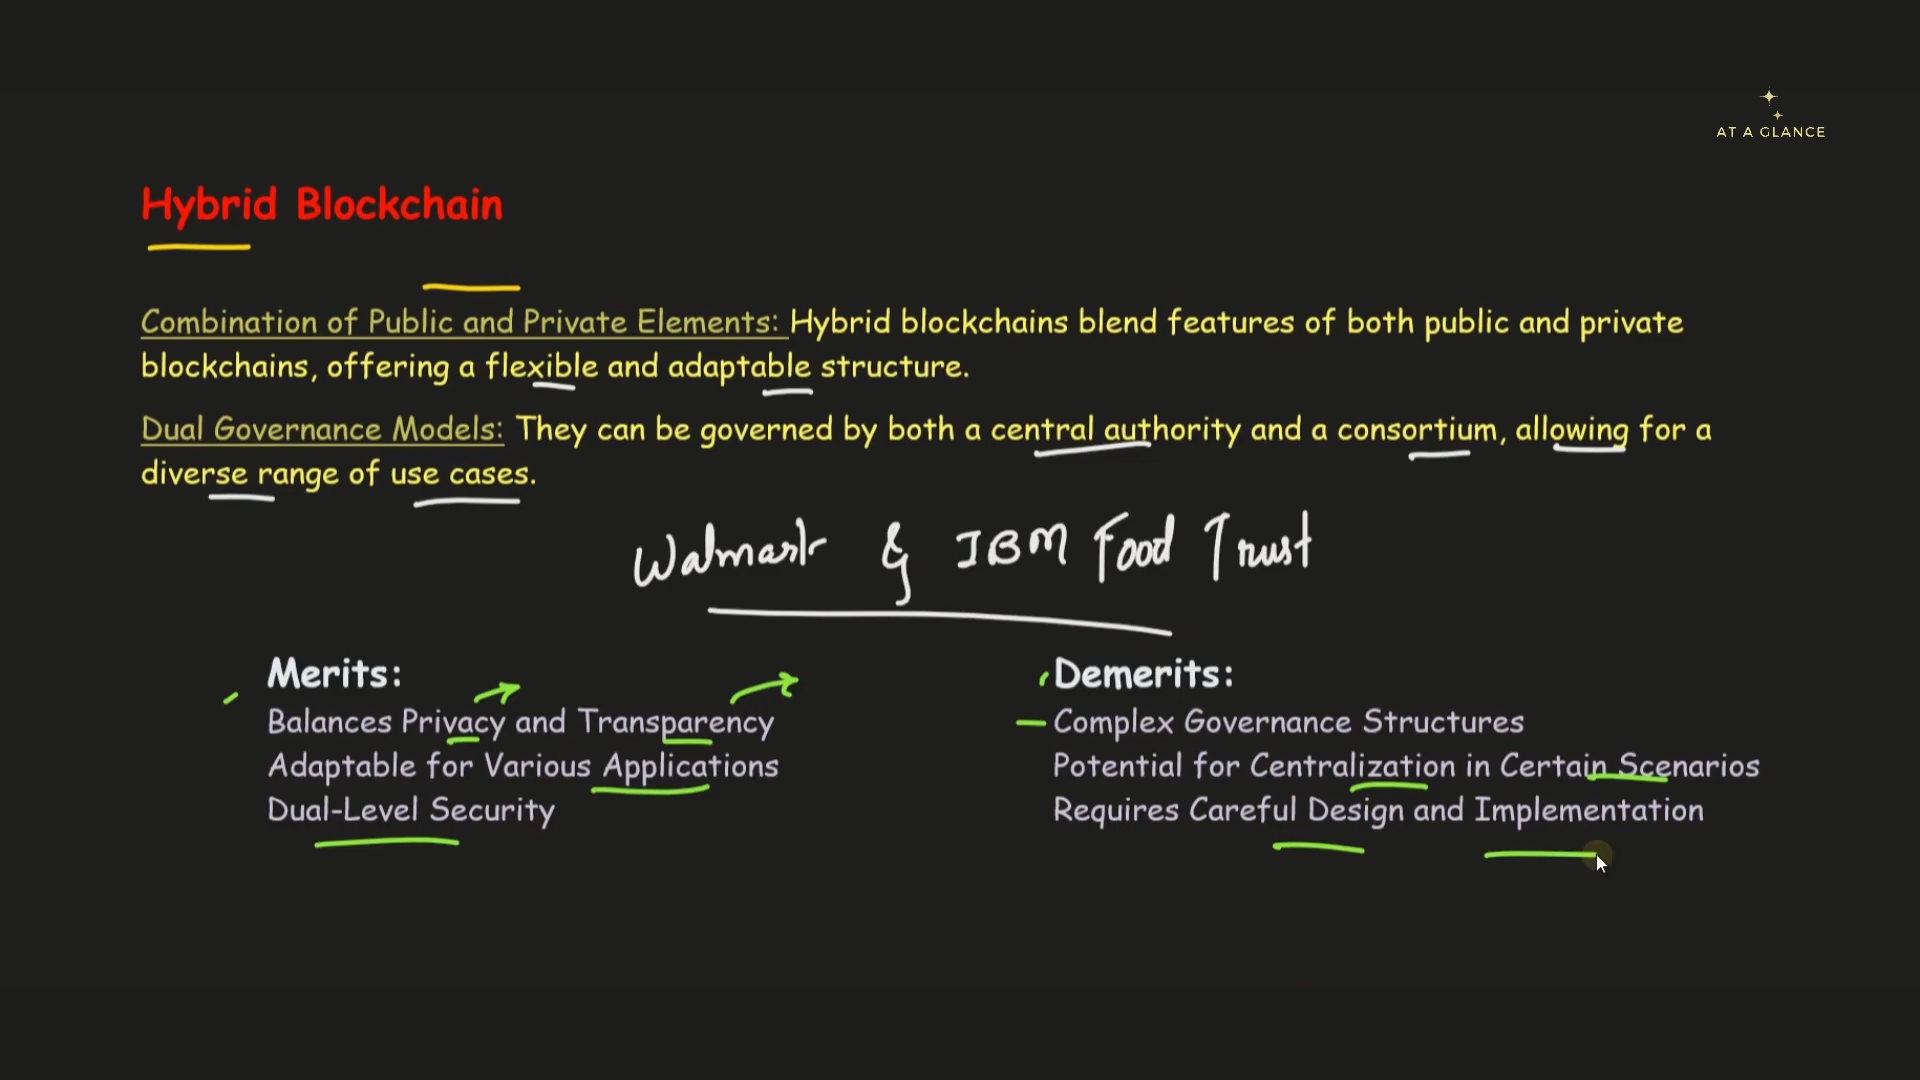 AT A GLANCE
Hybrid Blockchain
Combination of Public and Private Elements: Hybrid blockchains blend features of both public and private
blockchains, offering a flexible and adaptable structure.
Dual Governance Models: They can be governed by both a central authority and a consortium, allowing for a
diverse range of use cases.
Walmart & IBM Food Trust
Merits:
Balances Privacy and Transparency
Adaptable for Various Applications
Dual-Level Security
Demerits:
Complex Governance Structures
Potential for Centralization in Certain Scenarios
Requires Careful Design and Implementation